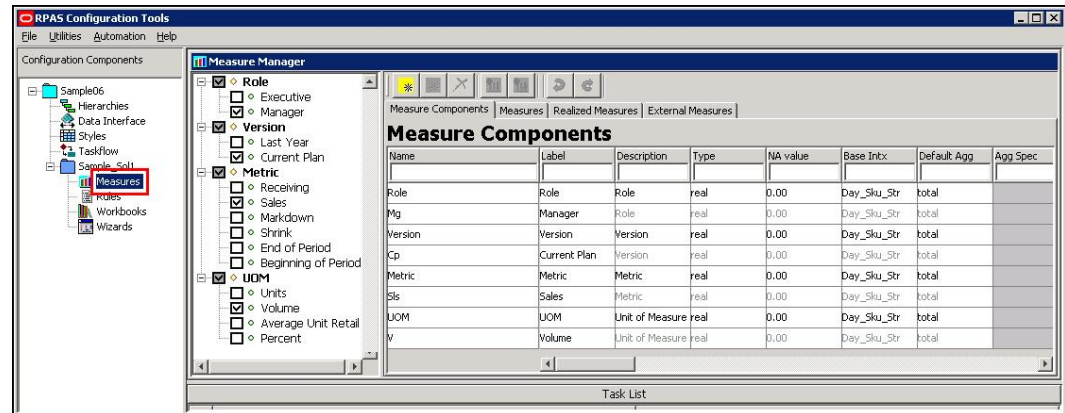 RPAS Configuration Tools
File Utilities Automation Help
Configuration Components
Sample06
Hierarchies
Data Interface
Styles
Taskflow
Sample_Sol1
Measures
Rules
Workbooks
Wizards
Measure Manager
Role
Executive
Manager
Version
Last Year
Current Plan
Metric
Receiving
Sales
Markdown
Shrink
End of Period
Beginning of Period
UOM
Units
Volume
Average Unit Retail
Percent
Measure Components Measures Realized Measures External Measures
Measure Components
Name Label Description Type NA value Base Intx Default Agg Agg Spec
Role Role Role real 0.00 Day_Sku_Str total
Mg Manager Role real 0.00 Day_Sku_Str total
Version Version Version real 0.00 Day_Sku_Str total
Cp Current Plan Version real 0.00 Day_Sku_Str total
Metric Metric Metric real 0.00 Day_Sku_Str total
Sls Sales Metric real 0.00 Day_Sku_Str total
UOM UOM Unit of Measure real 0.00 Day_Sku_Str total
V Volume Unit of Measure real 0.00 Day_Sku_Str total
Task List